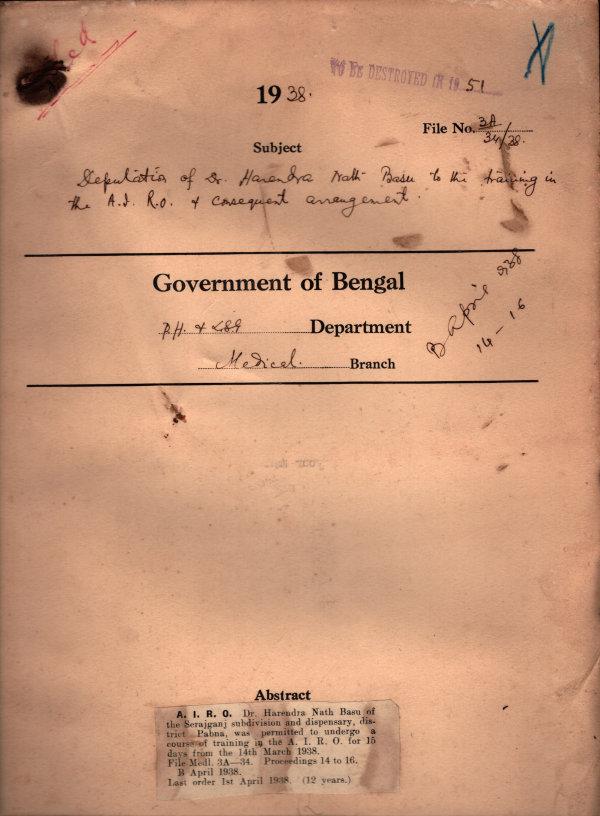 TO BE DESTROYED IN 19 51
1938.
File No. 3A/34/38.
Subject
Deputation of Dr. Harendra Nath Basu to the training in
the A.I. R.O. & consequent arrangement.
Government of Bengal
P.H. & LSG Department
Medical. Branch
B April 938
14 - 16
Abstract
A. I. R. O. Dr. Harendra Nath Basu of
the Serajganj subdivision and dispensary, dis-
trict Pabna, was permitted to undergo a
course of training in the A. I. R. O. for 15
days from the 14th March 1938.
File Medl. 3A—34. Proceedings 14 to 16.
B April 1938.
Last order 1st April 1938. (12 years.)